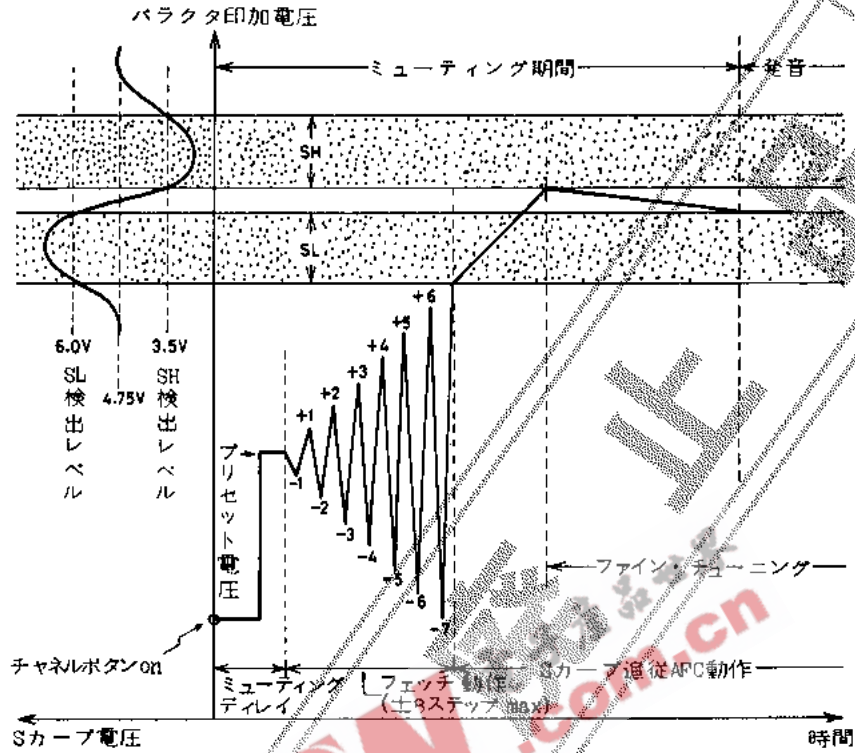 バラクタ印加電圧
ミューティング期間
発音
SH
SL
+6
+5
+4
+3
+2
+1
-1
-2
-3
-4
-5
-6
-7
6.0V
3.5V
4.75V
SL検出レベル
SH検出レベル
プリセット電圧
ファイン・チューニング
チャネルボタンon
ミューティング
ディレイ
フェッチ動作
(±8ステップmax)
Sカーブ追従AFC動作
Sカーブ電圧
時間
止
.com.cn